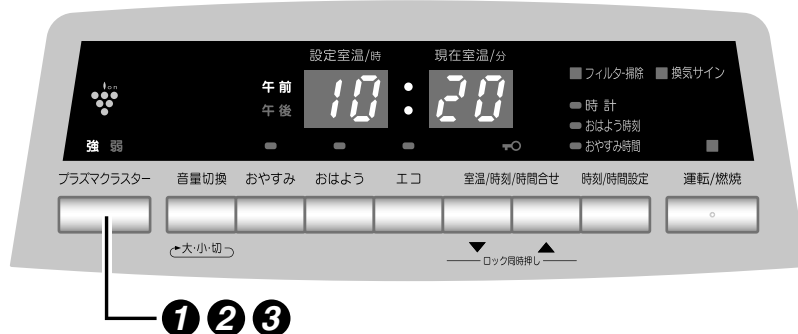 設定室温/時 現在室温/分
ion
午前 10:20
午後
フィルター掃除 換気サイン
時計
おはよう時刻
おやすみ時間
強 弱
プラズマクラスター 音量切換 おやすみ おはよう エコ 室温/時刻/時間合せ 時刻/時間設定 運転/燃焼
大・小・切
▼ ▲
ロック同時押し
❶❷❸